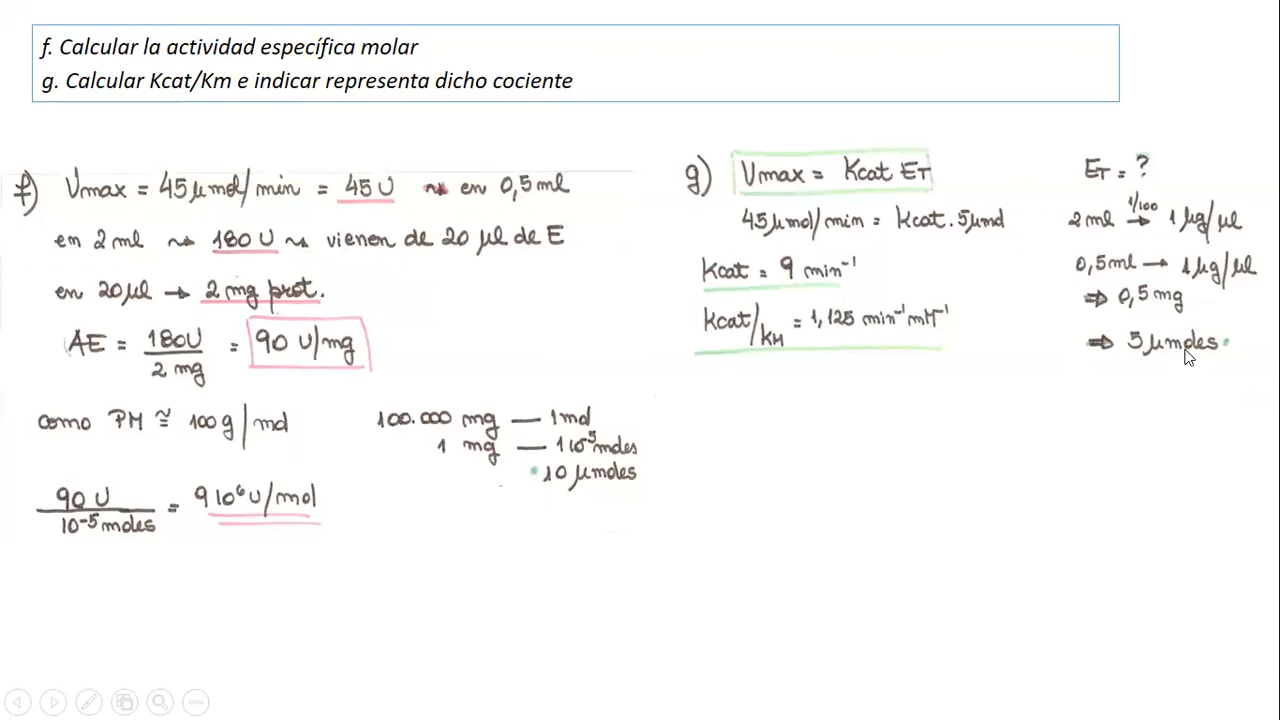 f. Calcular la actividad específica molar
g. Calcular Kcat/Km e indicar representa dicho cociente
f) Vmax = 45 μmol/min = 45 U ⇝ en 0,5 ml
en 2 ml ⇝ 180 U ⇝ vienen de 20 μl de E
en 20 μl → 2 mg prot.
AE = 180U / 2 mg = 90 U/mg
como PM ≅ 100 g/mol
100.000 mg — 1 mol
1 mg — 1 10⁻⁵ moles
10 μmoles
90 U / 10⁻⁵ moles = 9 10⁶ U/mol
g) Vmax = Kcat ET
45 μmol/min = Kcat . 5 μmol
Kcat = 9 min⁻¹
Kcat/KM = 1,125 min⁻¹ mM⁻¹
ET = ?
2 ml 1/100 → 1 μg/μl
0,5 ml → 1 μg/μl
⇒ 0,5 mg
⇒ 5 μmoles